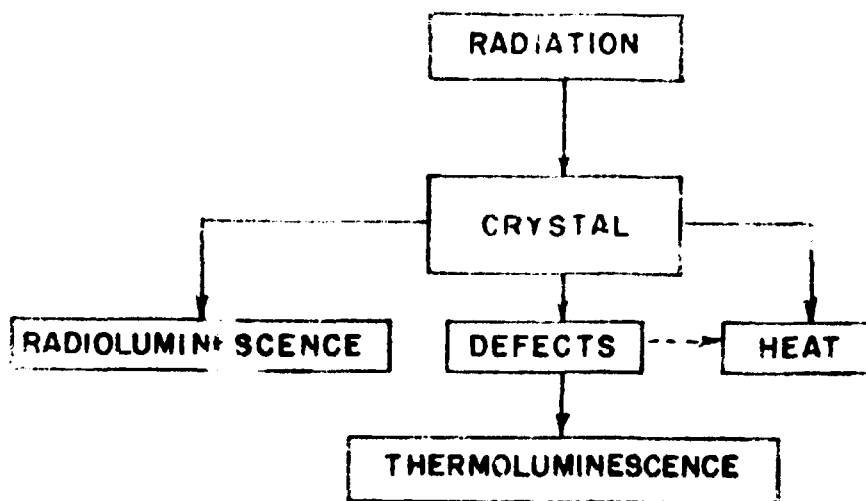 RADIATION
CRYSTAL
RADIOLUMINESCENCE
DEFECTS
HEAT
THERMOLUMINESCENCE